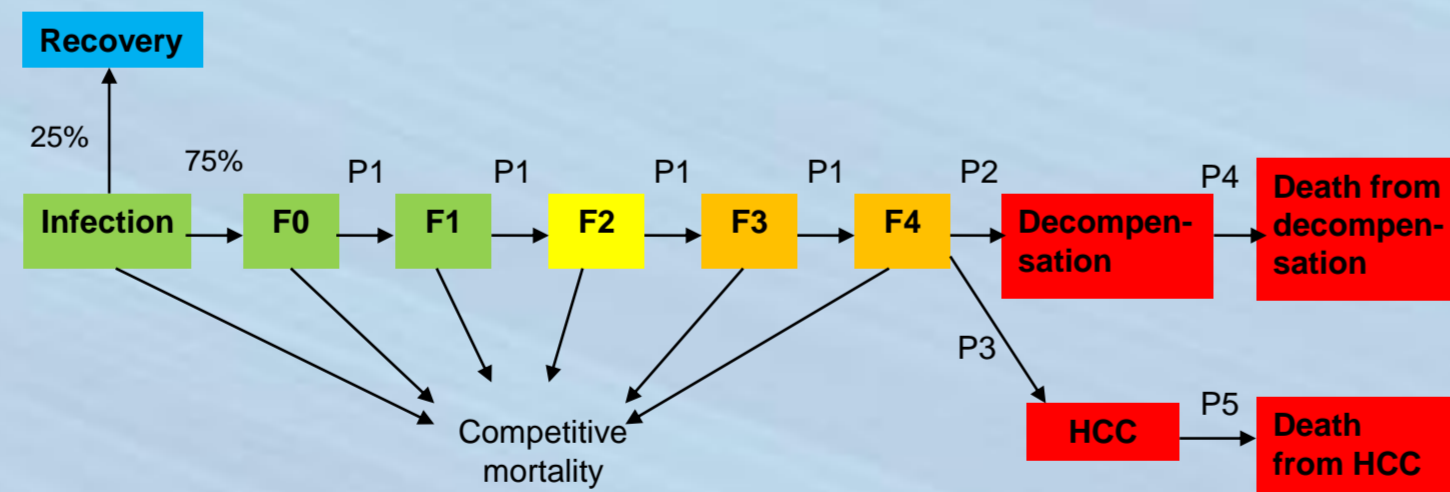 Recovery
25%
75%
P1
P1
P1
P1
P2
P4
Infection
F0
F1
F2
F3
F4
Decompen-
sation
Death from
decompen-
sation
P3
Competitive
mortality
HCC
P5
Death
from HCC